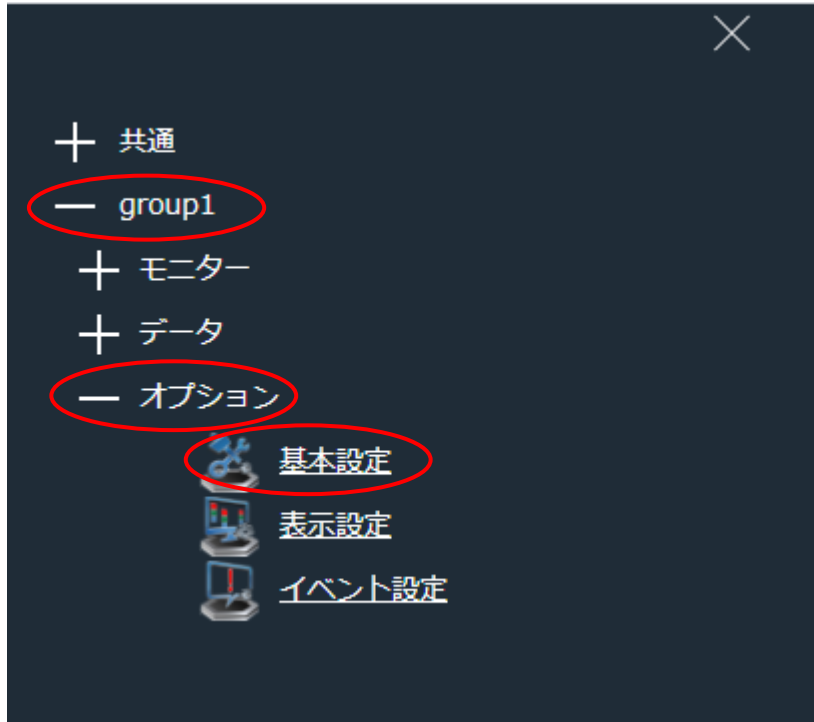 共通
group1
モニター
データ
オプション
基本設定
表示設定
イベント設定